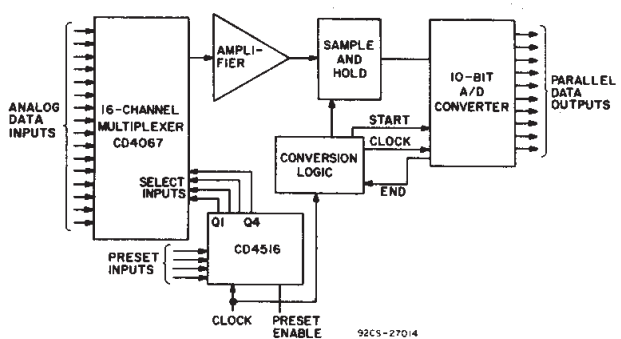 ANALOG
DATA
INPUTS
16-CHANNEL
MULTIPLEXER
CD4067
AMPLI-
FIER
SAMPLE
AND
HOLD
10-BIT
A/D
CONVERTER
PARALLEL
DATA
OUTPUTS
START
CLOCK
END
CONVERSION
LOGIC
SELECT
INPUTS
Q1 Q4
CD4516
PRESET
INPUTS
CLOCK
PRESET
ENABLE
92CS-27014